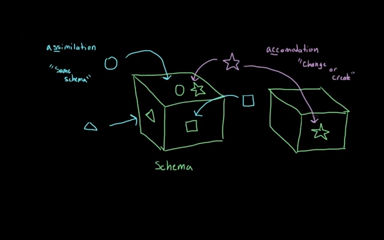 assimilation
"Same
schema"
accomodation
"Change
or
create"
Schema